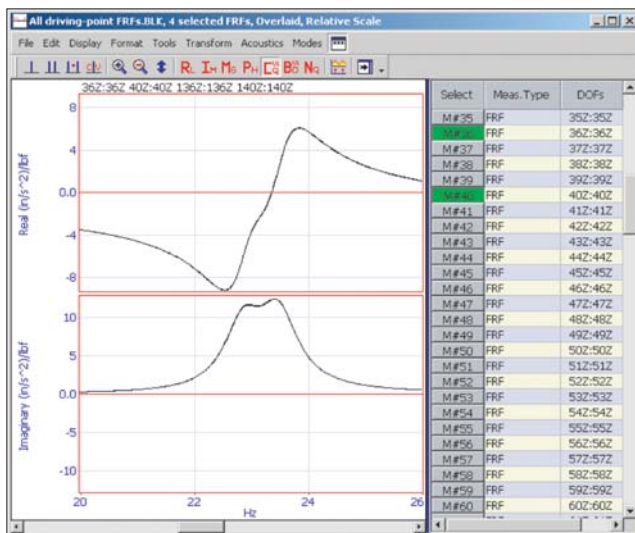 All driving-point FRFs.BLK, 4 selected FRFs, Overlaid, Relative Scale
File Edit Display Format Tools Transform Acoustics Modes
36Z:36Z 40Z:40Z 136Z:136Z 140Z:140Z
8
4
0.0
-4
-8
Real (in/s^2)/lbf
10
5
0.0
-5
-10
Imaginary (in/s^2)/lbf
20 22 24 26
Hz
Select Meas.Type DOFs
M#35 FRF 35Z:35Z
M#36 FRF 36Z:36Z
M#37 FRF 37Z:37Z
M#38 FRF 38Z:38Z
M#39 FRF 39Z:39Z
M#40 FRF 40Z:40Z
M#41 FRF 41Z:41Z
M#42 FRF 42Z:42Z
M#43 FRF 43Z:43Z
M#44 FRF 44Z:44Z
M#45 FRF 45Z:45Z
M#46 FRF 46Z:46Z
M#47 FRF 47Z:47Z
M#48 FRF 48Z:48Z
M#49 FRF 49Z:49Z
M#50 FRF 50Z:50Z
M#51 FRF 51Z:51Z
M#52 FRF 52Z:52Z
M#53 FRF 53Z:53Z
M#54 FRF 54Z:54Z
M#55 FRF 55Z:55Z
M#56 FRF 56Z:56Z
M#57 FRF 57Z:57Z
M#58 FRF 58Z:58Z
M#59 FRF 59Z:59Z
M#60 FRF 60Z:60Z